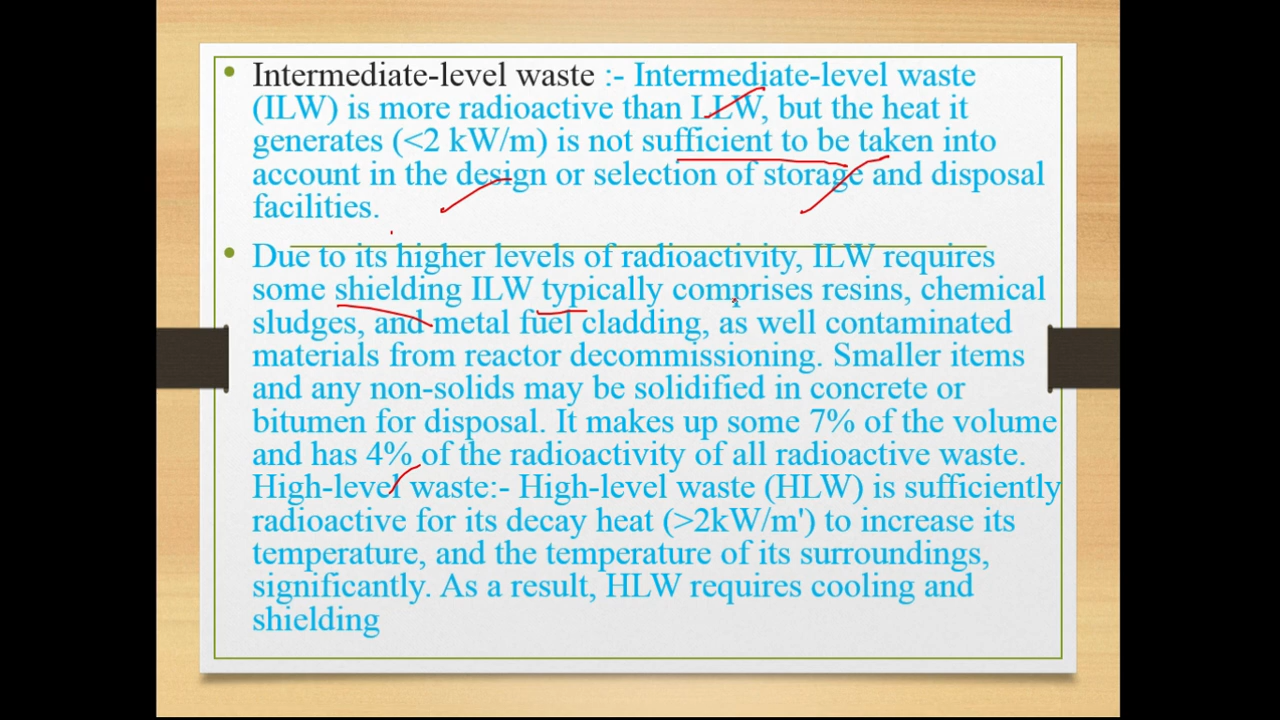 Intermediate-level waste :- Intermediate-level waste
(ILW) is more radioactive than LLW, but the heat it
generates (<2 kW/m) is not sufficient to be taken into
account in the design or selection of storage and disposal
facilities.
Due to its higher levels of radioactivity, ILW requires
some shielding ILW typically comprises resins, chemical
sludges, and metal fuel cladding, as well contaminated
materials from reactor decommissioning. Smaller items
and any non-solids may be solidified in concrete or
bitumen for disposal. It makes up some 7% of the volume
and has 4% of the radioactivity of all radioactive waste.
High-level waste:- High-level waste (HLW) is sufficiently
radioactive for its decay heat (>2kW/m') to increase its
temperature, and the temperature of its surroundings,
significantly. As a result, HLW requires cooling and
shielding